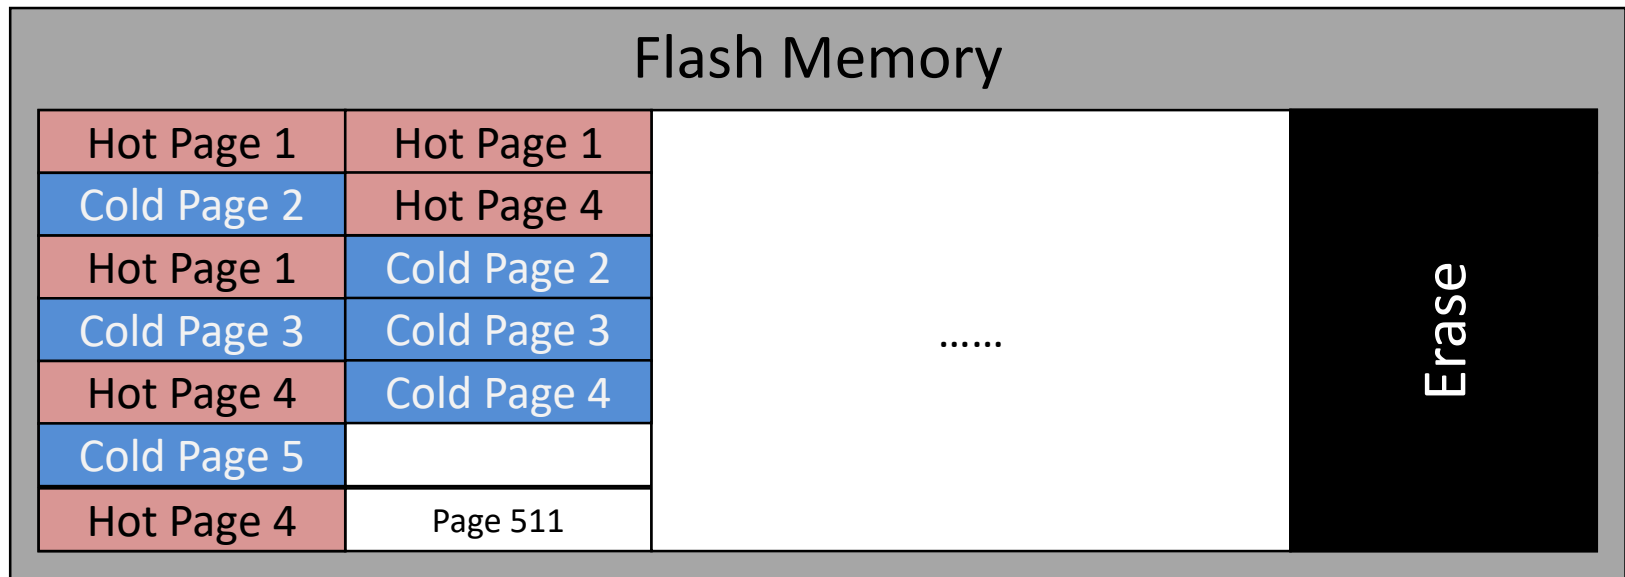 Flash Memory
Hot Page 1
Cold Page 2
Hot Page 1
Cold Page 3
Hot Page 4
Cold Page 5
Hot Page 4
Hot Page 1
Hot Page 4
Cold Page 2
Cold Page 3
Cold Page 4
Page 511
......
Erase